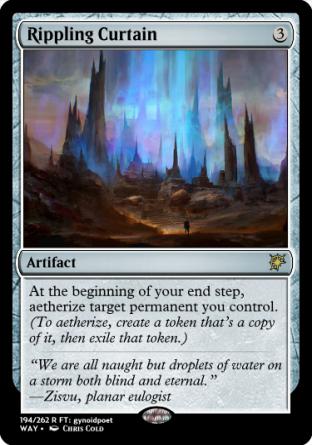 Rippling Curtain 3
Artifact
At the beginning of your end step,
aetherize target permanent you control.
(To aetherize, create a token that's a copy
of it, then exile that token.)
“We are all naught but droplets of water on
a storm both blind and eternal.”
—Zisvu, planar eulogist
194/262 R FT: gynoidpoet
WAY • Chris Cold